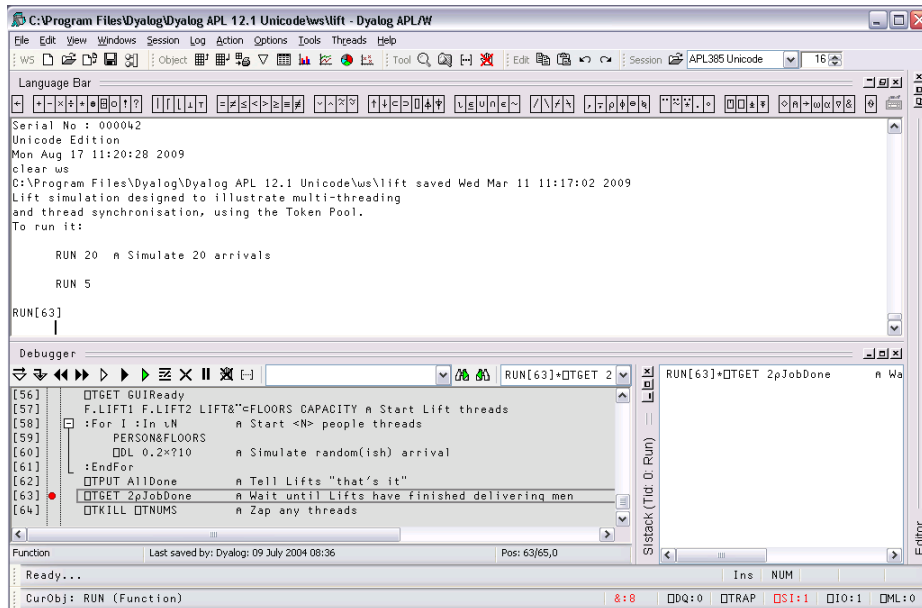 C:\Program Files\Dyalog\Dyalog APL 12.1 Unicode\ws\lift - Dyalog APL/W
File Edit View Windows Session Log Action Options Tools Threads Help
WS Object Tool Edit Session APL385 Unicode 16
Language Bar
Serial No : 000042
Unicode Edition
Mon Aug 17 11:20:28 2009
clear ws
C:\Program Files\Dyalog\Dyalog APL 12.1 Unicode\ws\lift saved Wed Mar 11 11:17:02 2009
Lift simulation designed to illustrate multi-threading
and thread synchronisation, using the Token Pool.
To run it:
RUN 20 ⍝ Simulate 20 arrivals
RUN 5
RUN[63]
Debugger
RUN[63]*⎕TGET 2
[56] ⎕TGET GUIReady
[57] F.LIFT1 F.LIFT2 LIFT&¨⊂FLOORS CAPACITY ⍝ Start Lift threads
[58] :For I :In ⍳N ⍝ Start <N> people threads
[59] PERSON&FLOORS
[60] ⎕DL 0.2×?10 ⍝ Simulate random(ish) arrival
[61] :EndFor
[62] ⎕TPUT AllDone ⍝ Tell Lifts "that's it"
[63] ⎕TGET 2⍴JobDone ⍝ Wait until Lifts have finished delivering men
[64] ⎕TKILL ⎕TNUMS ⍝ Zap any threads
Function Last saved by: Dyalog: 09 July 2004 08:36 Pos: 63/65,0
SIstack (Tid: 0: Run)
RUN[63]*⎕TGET 2⍴JobDone ⍝ Wa
Editor
Ready... Ins NUM
CurObj: RUN (Function) &:8 ⎕DQ:0 ⎕TRAP ⎕SI:1 ⎕IO:1 ⎕ML:0